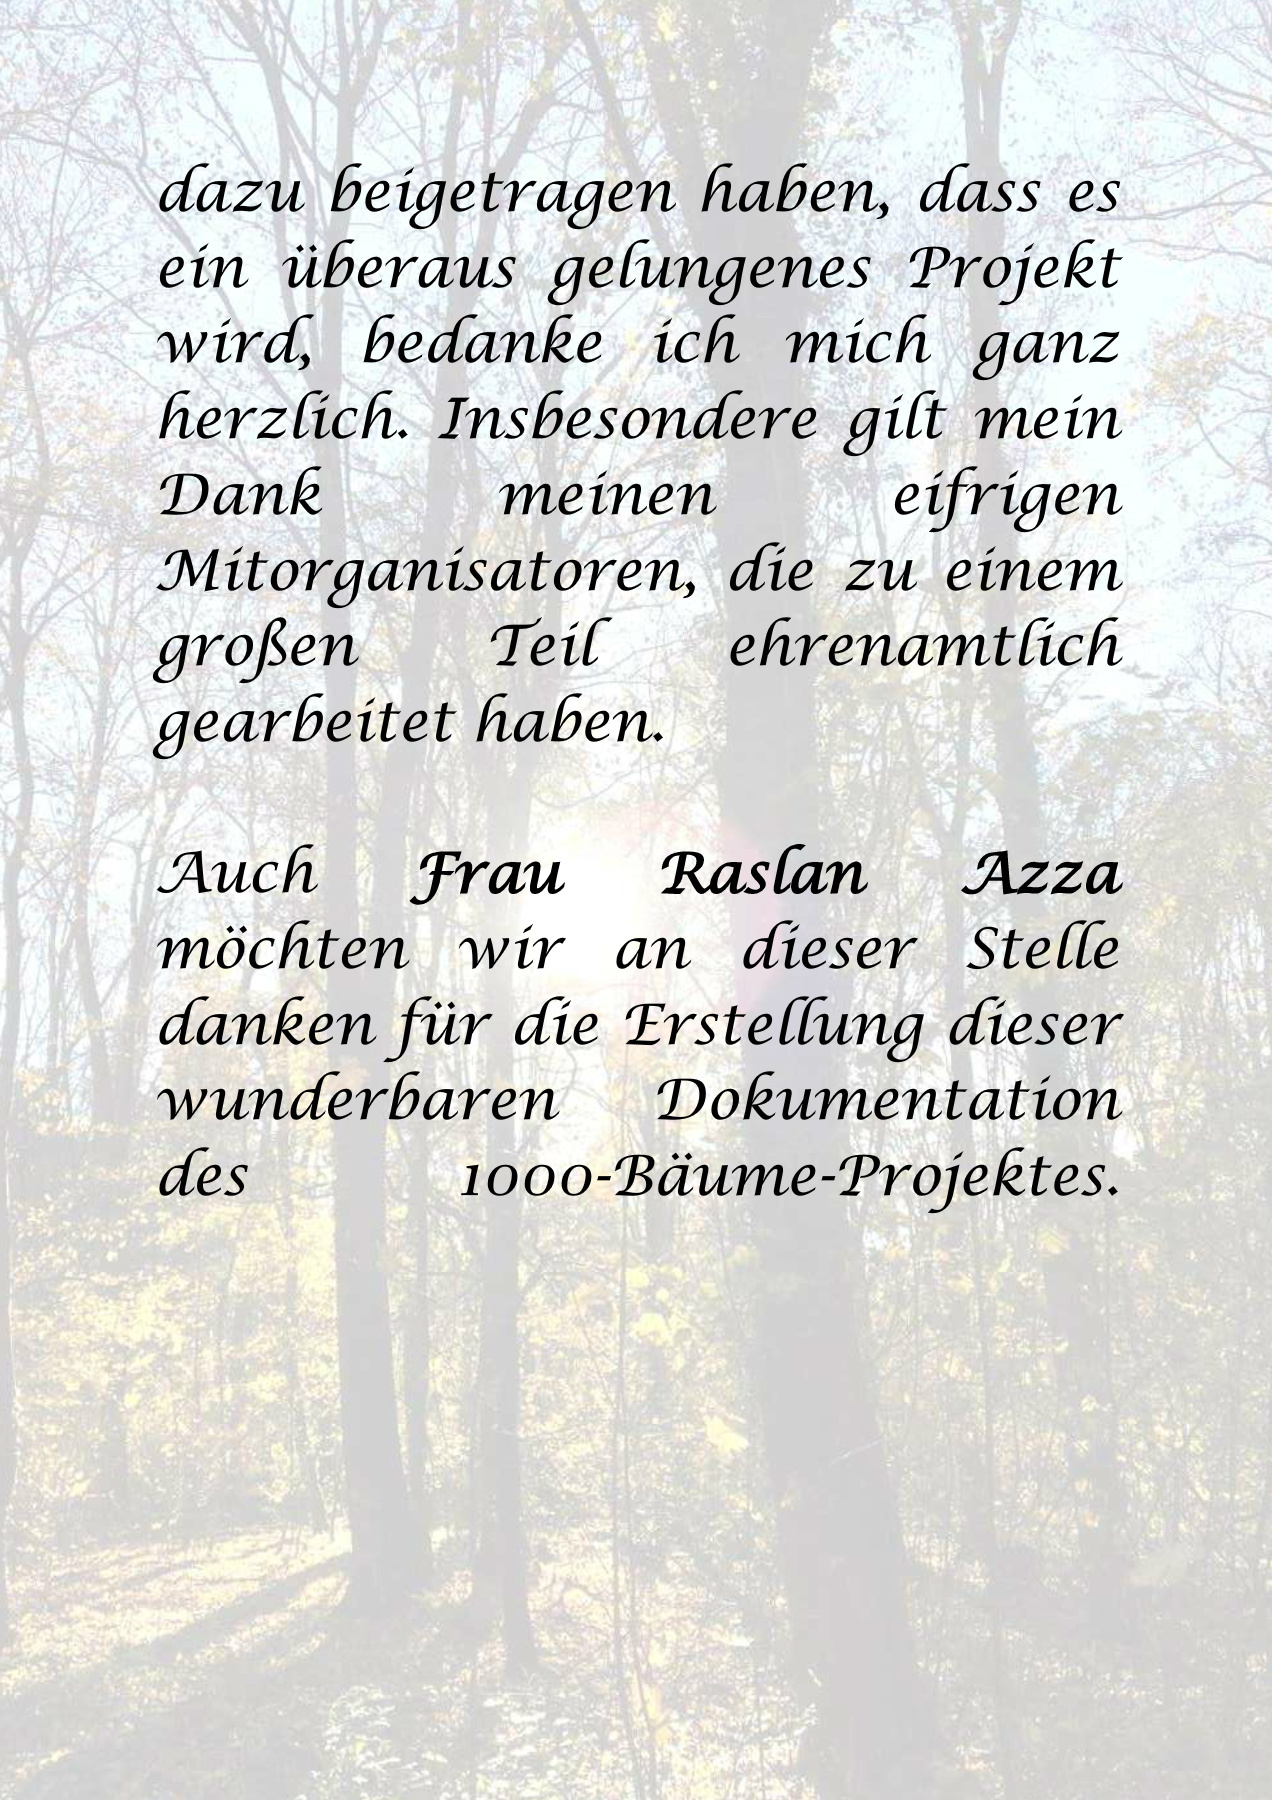 dazu beigetragen haben, dass es
ein überaus gelungenes Projekt
wird, bedanke ich mich ganz
herzlich. Insbesondere gilt mein
Dank meinen eifrigen
Mitorganisatoren, die zu einem
großen Teil ehrenamtlich
gearbeitet haben.
Auch Frau Raslan Azza
möchten wir an dieser Stelle
danken für die Erstellung dieser
wunderbaren Dokumentation
des 1000-Bäume-Projektes.